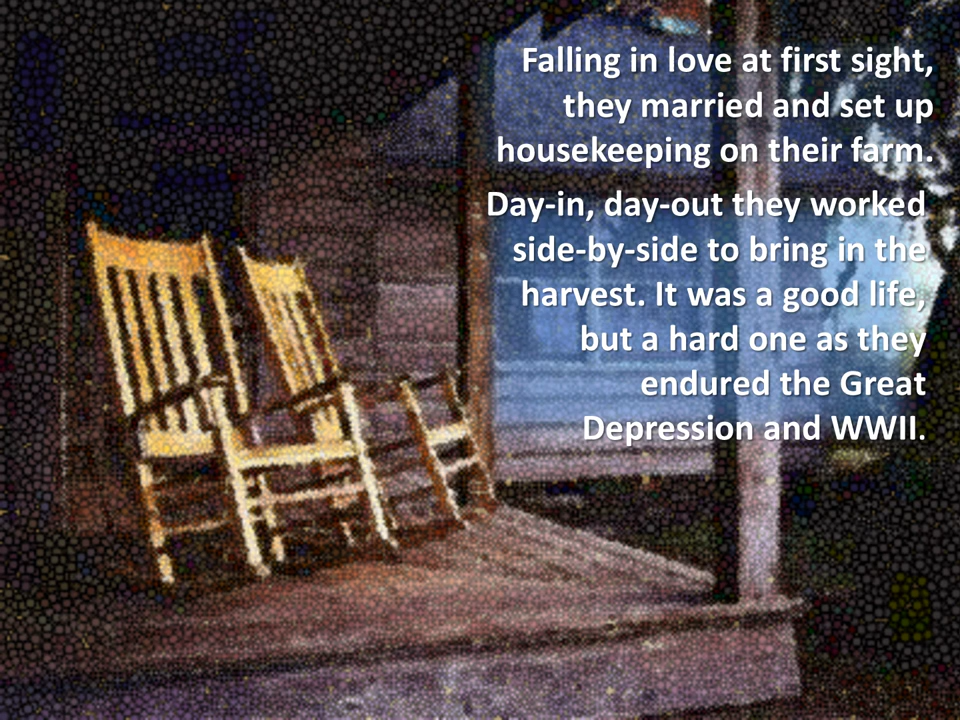 Falling in love at first sight,
they married and set up
housekeeping on their farm.
Day-in, day-out they worked
side-by-side to bring in the
harvest. It was a good life,
but a hard one as they
endured the Great
Depression and WWII.